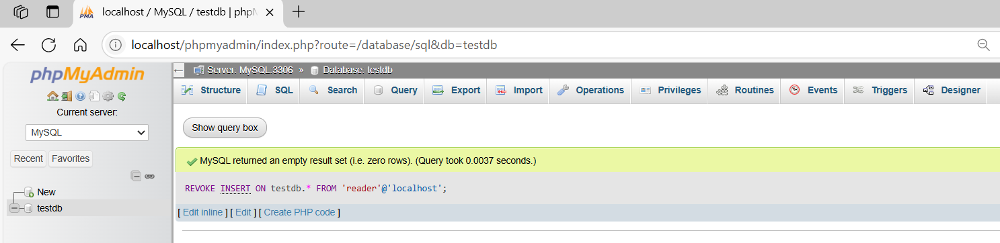 localhost / MySQL / testdb | phpM
localhost/phpmyadmin/index.php?route=/database/sql&db=testdb
phpMyAdmin
Current server:
MySQL
Recent Favorites
New
testdb
Server: MySQL:3306 » Database: testdb
Structure SQL Search Query Export Import Operations Privileges Routines Events Triggers Designer
Show query box
MySQL returned an empty result set (i.e. zero rows). (Query took 0.0037 seconds.)
REVOKE INSERT ON testdb.* FROM 'reader'@'localhost';
[ Edit inline ] [ Edit ] [ Create PHP code ]